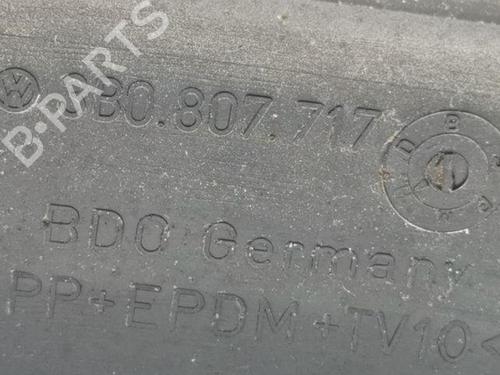 3B0.807.717
BDO Germany
PP+EPDM+TV10<
B-PARTS